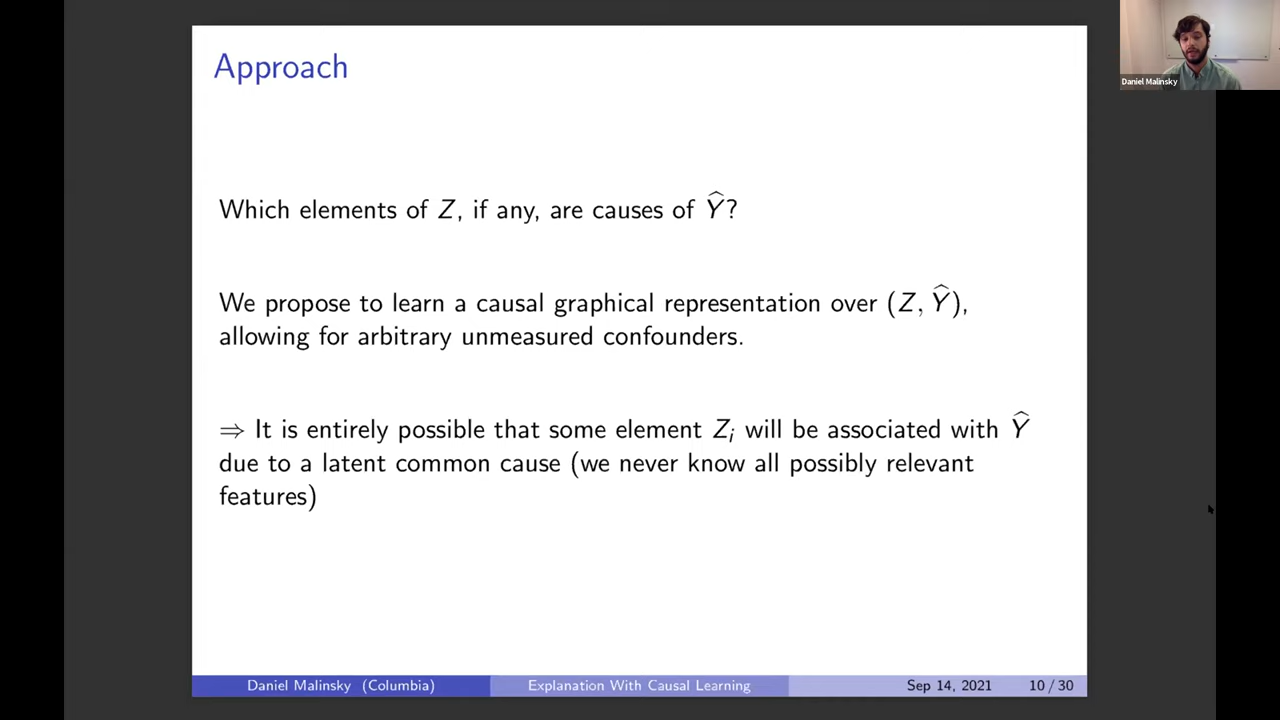 Approach
Daniel Malinsky
Which elements of Z, if any, are causes of Ŷ?
We propose to learn a causal graphical representation over (Z, Ŷ),
allowing for arbitrary unmeasured confounders.
⇒ It is entirely possible that some element Zᵢ will be associated with Ŷ
due to a latent common cause (we never know all possibly relevant
features)
Daniel Malinsky (Columbia) Explanation With Causal Learning Sep 14, 2021 10 / 30